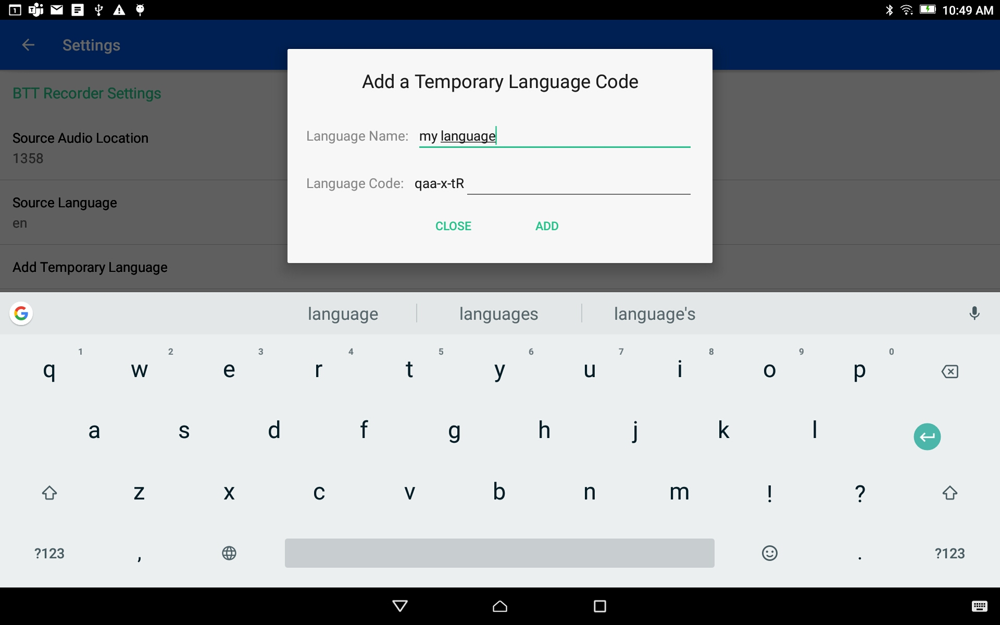 10:49 AM
Settings
BTT Recorder Settings
Source Audio Location
1358
Source Language
en
Add Temporary Language
Add a Temporary Language Code
Language Name: my language
Language Code: qaa-x-tR
CLOSE ADD
language languages language's
1 2 3 4 5 6 7 8 9 0
q w e r t y u i o p
a s d f g h j k l
z x c v b n m ! ?
?123 , . ?123